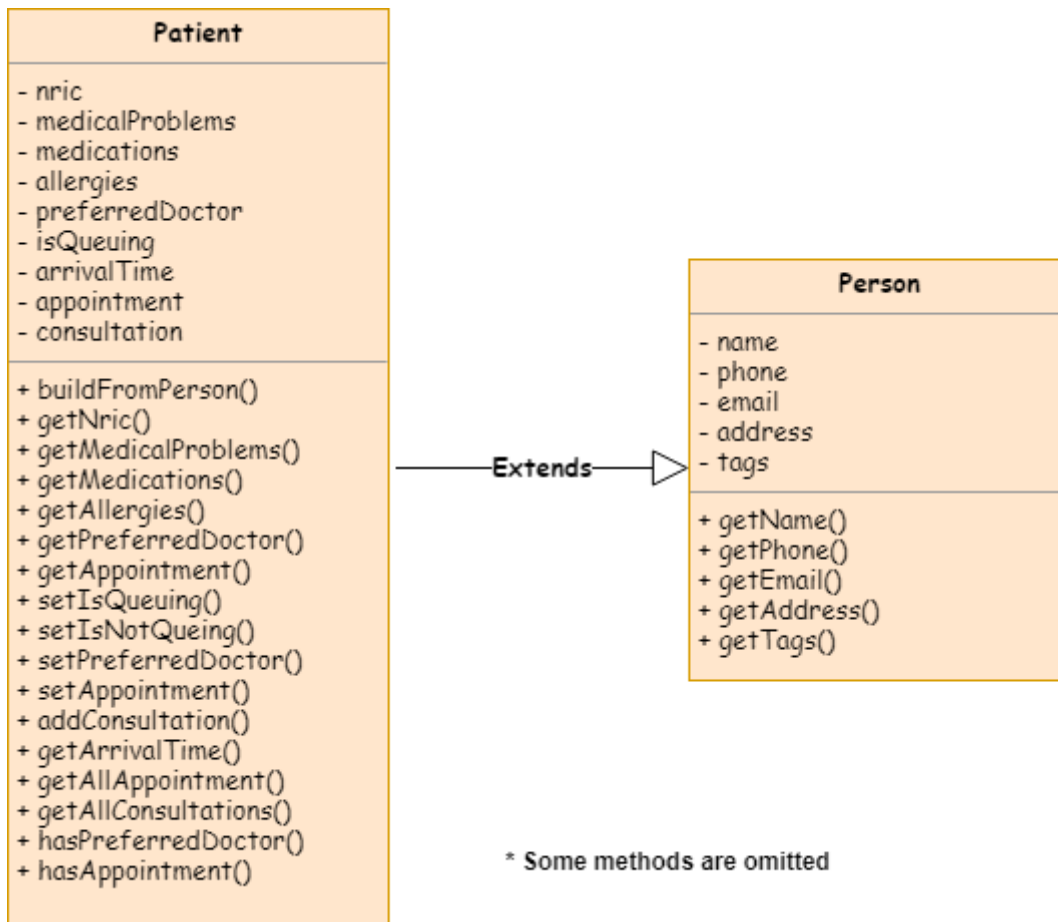 Patient
- nric
- medicalProblems
- medications
- allergies
- preferredDoctor
- isQueuing
- arrivalTime
- appointment
- consultation
+ buildFromPerson()
+ getNric()
+ getMedicalProblems()
+ getMedications()
+ getAllergies()
+ getPreferredDoctor()
+ getAppointment()
+ setIsQueuing()
+ setIsNotQueing()
+ setPreferredDoctor()
+ setAppointment()
+ addConsultation()
+ getArrivalTime()
+ getAllAppointment()
+ getAllConsultations()
+ hasPreferredDoctor()
+ hasAppointment()
Extends
Person
- name
- phone
- email
- address
- tags
+ getName()
+ getPhone()
+ getEmail()
+ getAddress()
+ getTags()
* Some methods are omitted